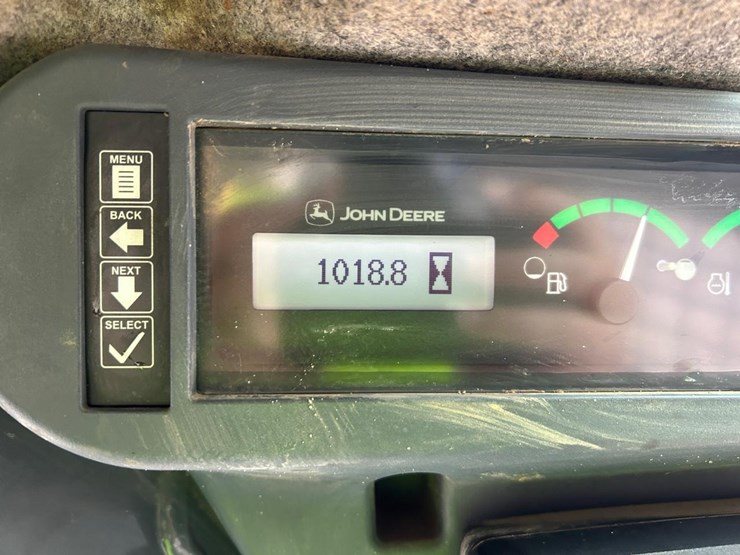 MENU
BACK
NEXT
SELECT
JOHN DEERE
1018.8